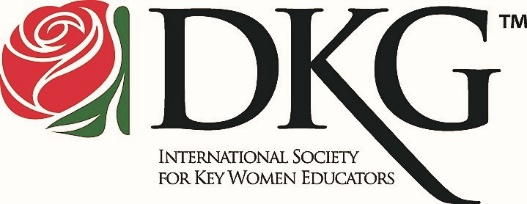 DKG™
INTERNATIONAL SOCIETY
FOR KEY WOMEN EDUCATORS